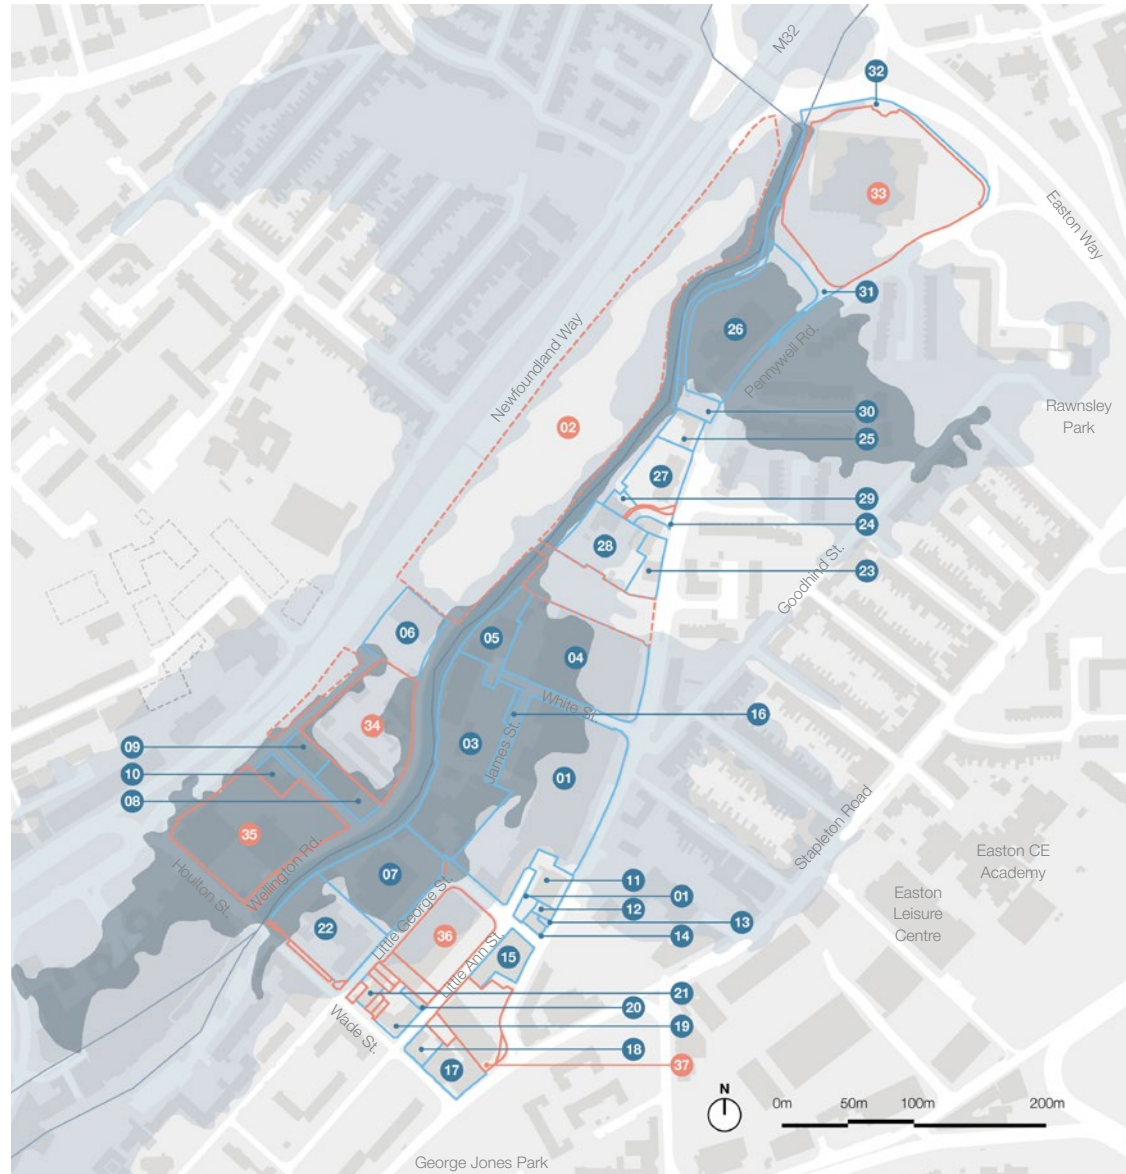 M32
32
33
Easton Way
31
26
Pennywell Rd.
Newfoundland Way
30
Rawnsley
Park
02
25
27
29
24
28
23
Goodhind St.
06
05
04
White St.
16
34
09
03
James St.
10
01
08
35
Stapleton Road
Wellington Rd.
Houlton St.
Easton CE
Academy
07
11
Easton
Leisure
Centre
01
12
13
14
22
Little George St.
36
Little Ann St.
15
21
20
19
Wade St.
18
37
17
N
0m
50m
100m
200m
George Jones Park